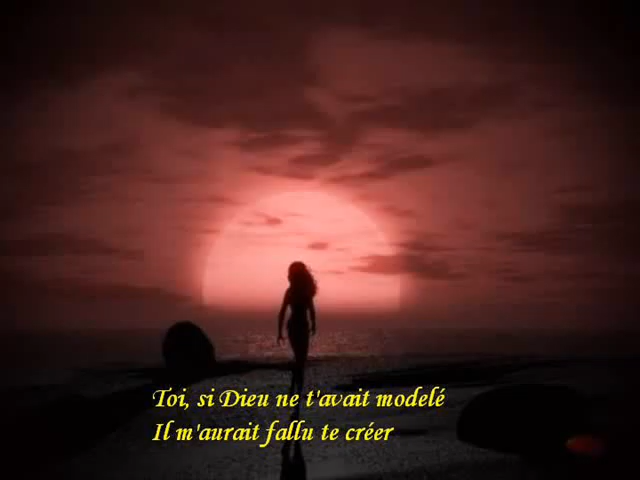 Toi, si Dieu ne t'avait modelé
Il m'aurait fallu te créer